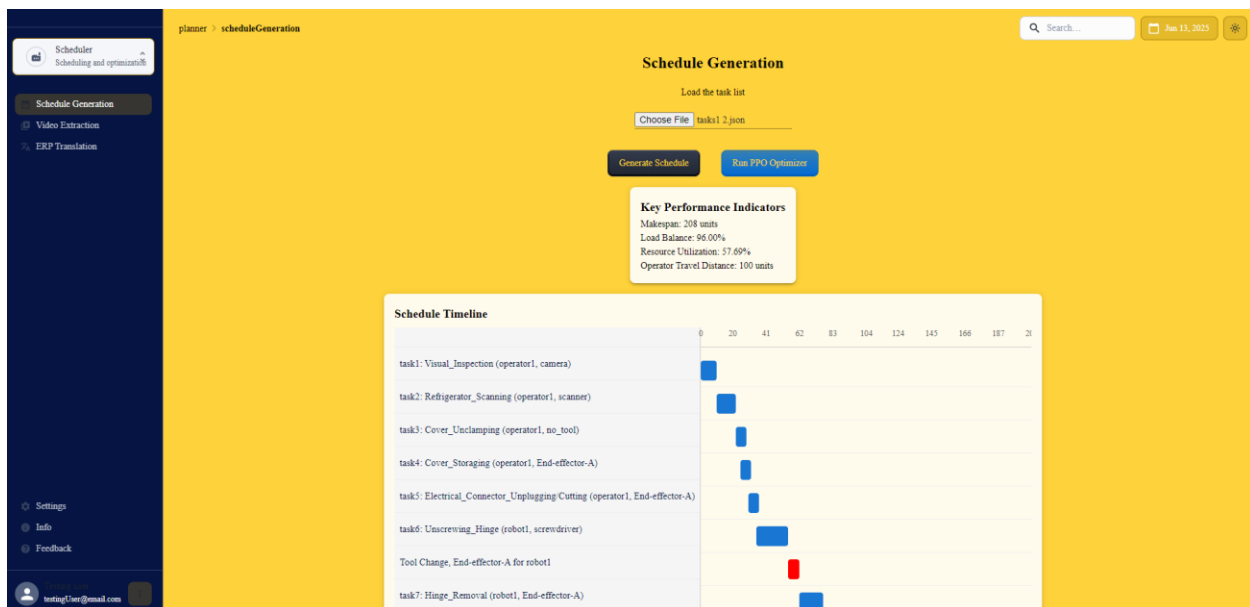 planner > scheduleGeneration
Search...
Jun 13, 2025
Scheduler
Scheduling and optimization
Schedule Generation
Video Extraction
ERP Translation
Settings
Info
Feedback
testingUser@email.com
Schedule Generation
Load the task list
Choose File tasks1 2.json
Generate Schedule
Run PPO Optimizer
Key Performance Indicators
Makespan: 208 units
Load Balance: 96.00%
Resource Utilization: 57.69%
Operator Travel Distance: 100 units
Schedule Timeline
0 20 41 62 83 104 124 145 166 187 20
task1: Visual_Inspection (operator1, camera)
task2: Refrigerator_Scanning (operator1, scanner)
task3: Cover_Unclamping (operator1, no_tool)
task4: Cover_Storaging (operator1, End-effector-A)
task5: Electrical_Connector_Unplugging/Cutting (operator1, End-effector-A)
task6: Unscrewing_Hinge (robot1, screwdriver)
Tool Change, End-effector-A for robot1
task7: Hinge_Removal (robot1, End-effector-A)